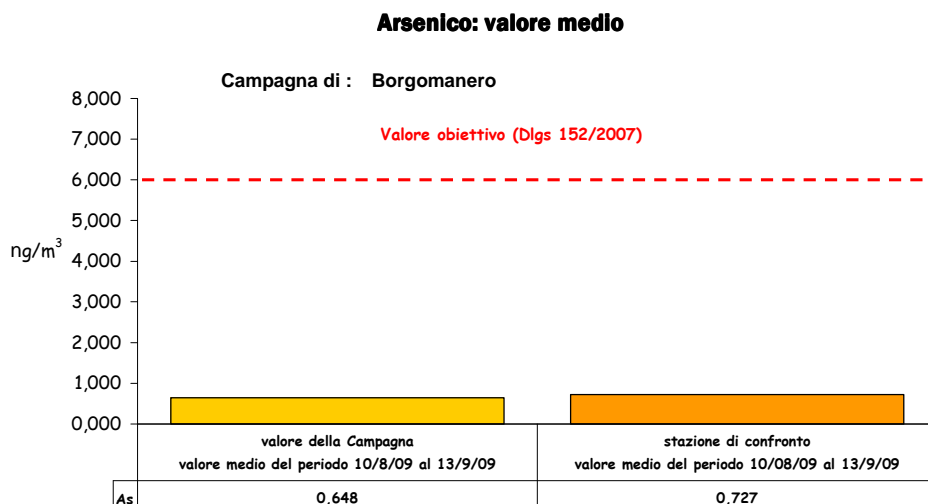 Arsenico: valore medio
Campagna di : Borgomanero
8,000
7,000
Valore obiettivo (Dlgs 152/2007)
6,000
5,000
ng/m³
4,000
3,000
2,000
1,000
0,000
valore della Campagna
valore medio del periodo 10/8/09 al 13/9/09
stazione di confronto
valore medio del periodo 10/08/09 al 13/9/09
As 0,648 0,727